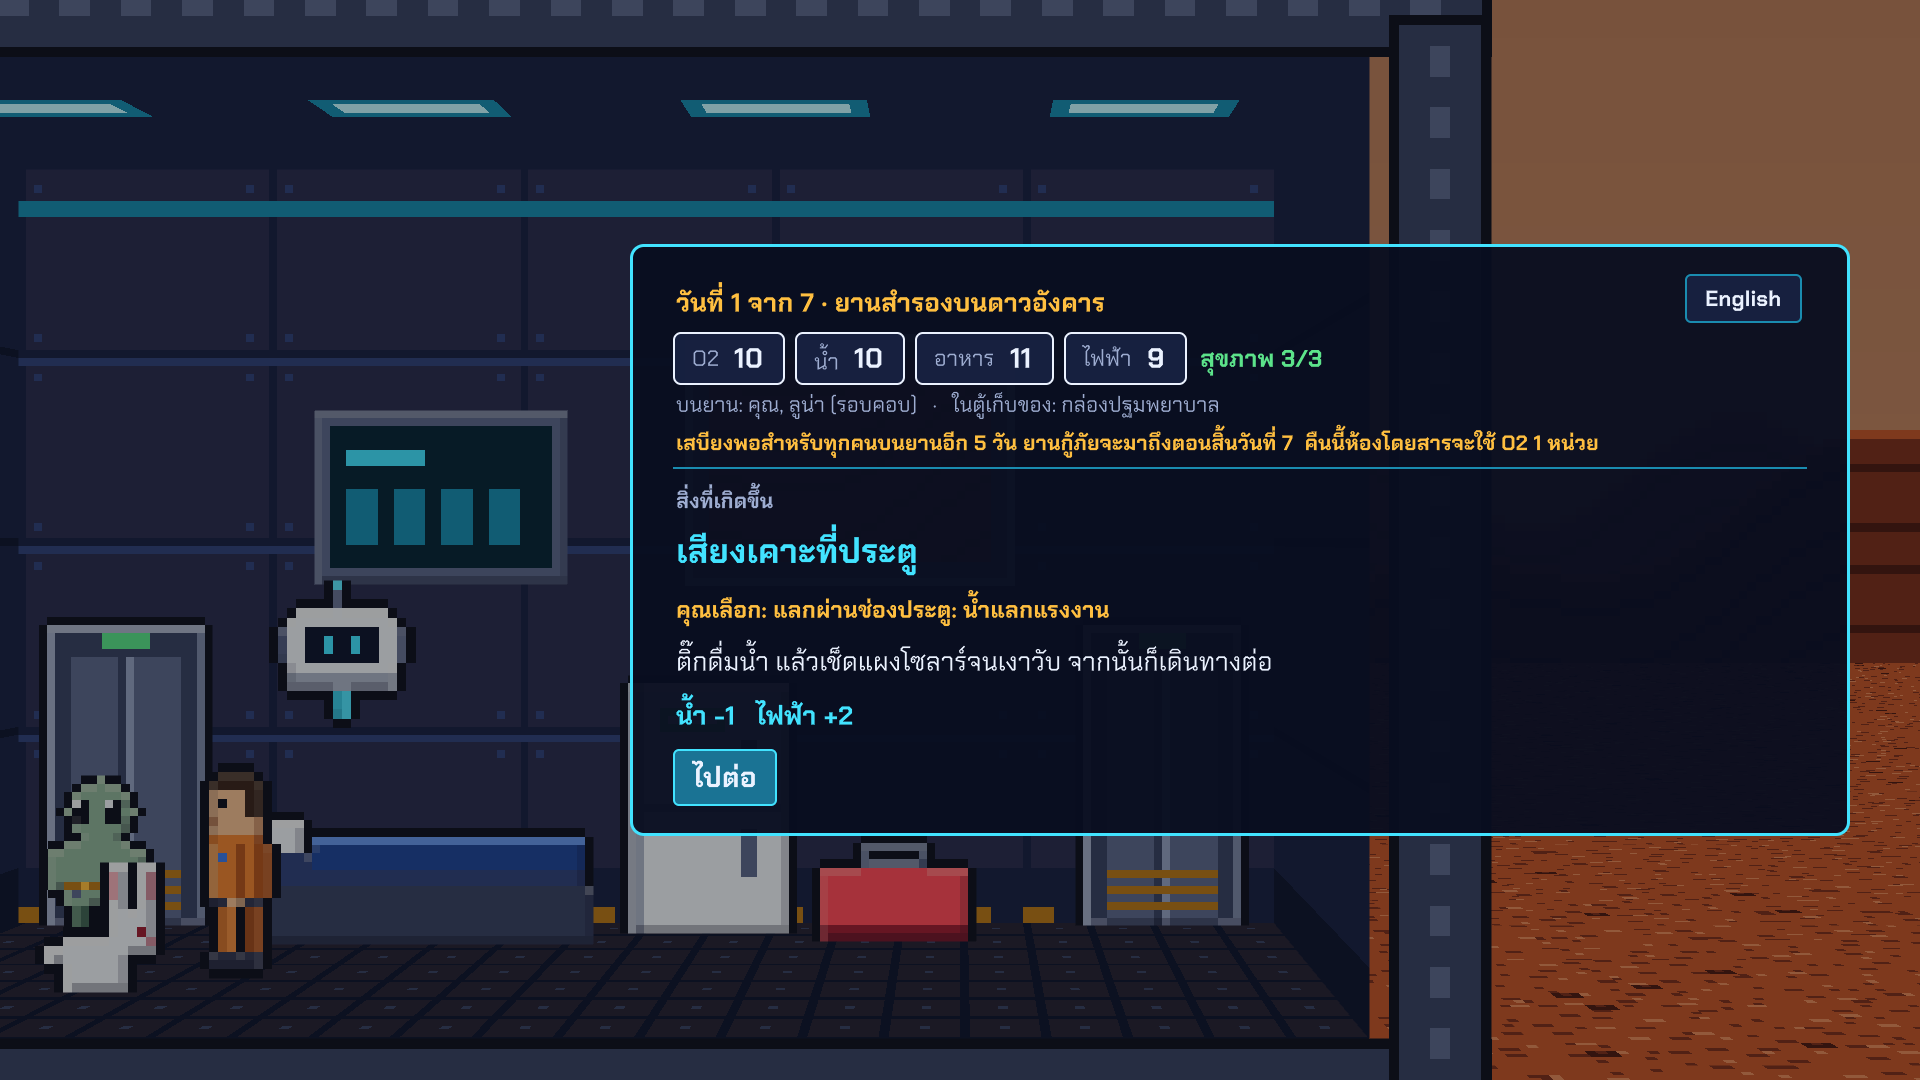 วันที่ 1 จาก 7 · ยานสำรองบนดาวอังคาร
English
O2 10 น้ำ 10 อาหาร 11 ไฟฟ้า 9 สุขภาพ 3/3
บนยาน: คุณ, ลูน่า (รอบคอบ) · ในตู้เก็บของ: กล่องปฐมพยาบาล
เสบียงพอสำหรับทุกคนบนยานอีก 5 วัน ยานกู้ภัยจะมาถึงตอนสิ้นวันที่ 7 คืนนี้ห้องโดยสารจะใช้ O2 1 หน่วย
สิ่งที่เกิดขึ้น
เสียงเคาะที่ประตู
คุณเลือก: แลกผ่านช่องประตู: น้ำแลกแรงงาน
ติ๊กดื่มน้ำ แล้วเช็ดแผงโซลาร์จนเงาวับ จากนั้นก็เดินทางต่อ
น้ำ -1 ไฟฟ้า +2
ไปต่อ